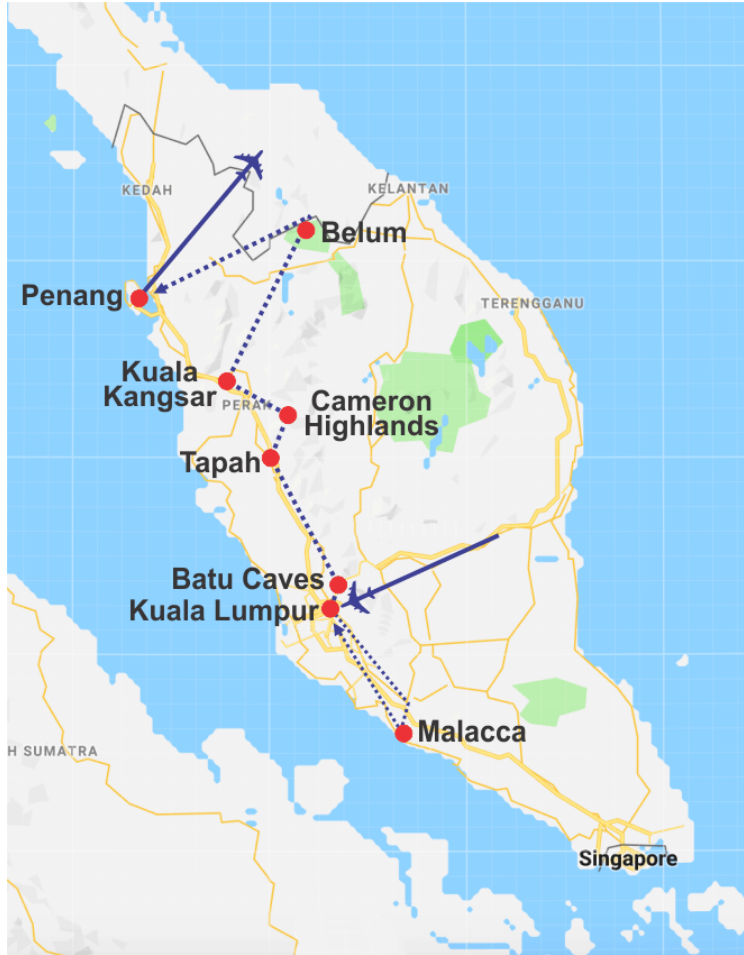 KEDAH
KELANTAN
Belum
Penang
TERENGGANU
Kuala
Kangsar
PERAK
Cameron
Highlands
Tapah
Batu Caves
Kuala Lumpur
Malacca
H SUMATRA
Singapore